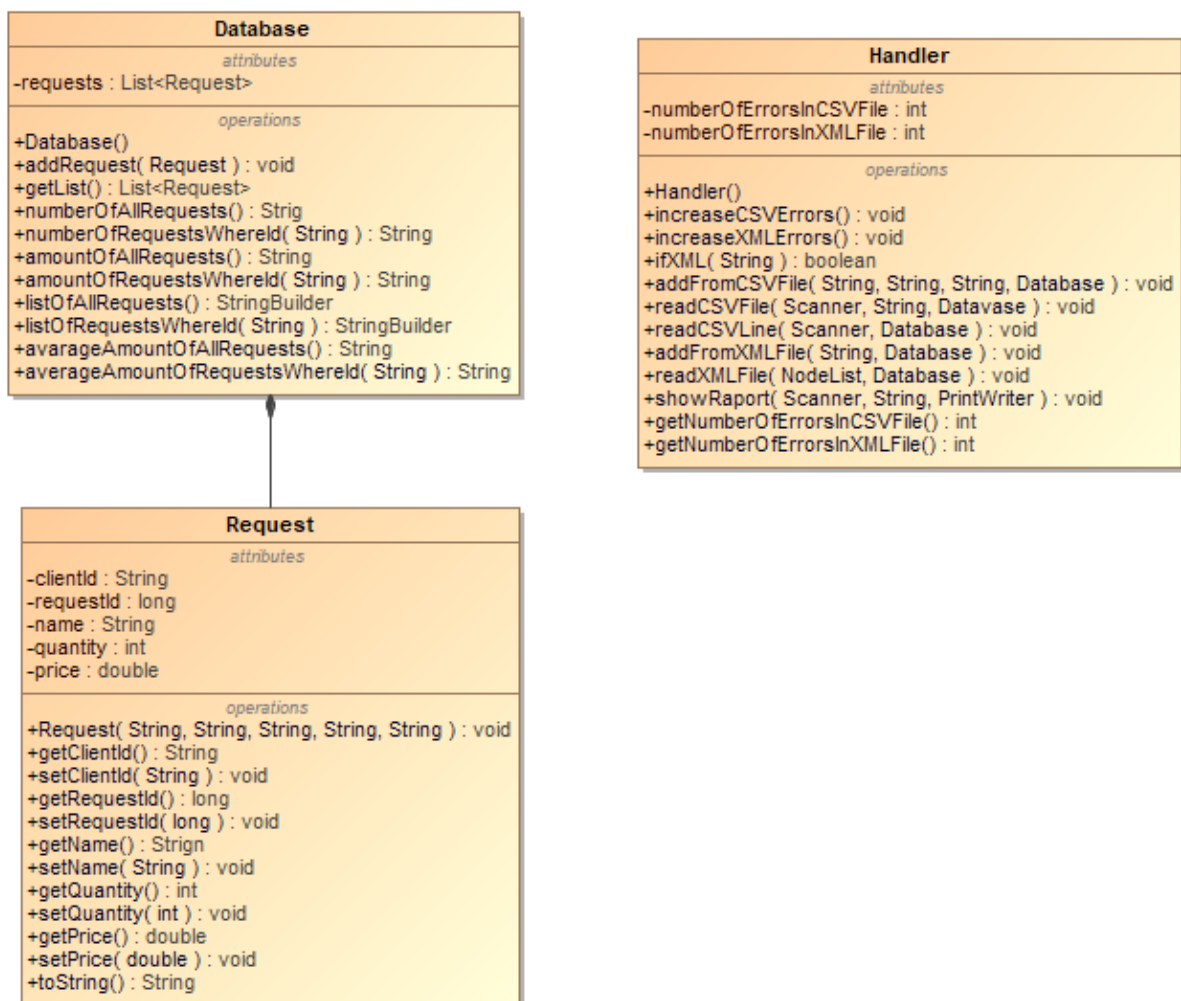 Database
attributes
-requests : List<Request>
operations
+Database()
+addRequest( Request ) : void
+getList() : List<Request>
+numberOfAllRequests() : Strig
+numberOfRequestsWhereId( String ) : String
+amountOfAllRequests() : String
+amountOfRequestsWhereId( String ) : String
+listOfAllRequests() : StringBuilder
+listOfRequestsWhereId( String ) : StringBuilder
+avarageAmountOfAllRequests() : String
+averageAmountOfRequestsWhereId( String ) : String
Handler
attributes
-numberOfErrorsInCSVFile : int
-numberOfErrorsInXMLFile : int
operations
+Handler()
+increaseCSVErrors() : void
+increaseXMLErrors() : void
+ifXML( String ) : boolean
+addFromCSVFile( String, String, String, Database ) : void
+readCSVFile( Scanner, String, Datavase ) : void
+readCSVLine( Scanner, Database ) : void
+addFromXMLFile( String, Database ) : void
+readXMLFile( NodeList, Database ) : void
+showRaport( Scanner, String, PrintWriter ) : void
+getNumberOfErrorsInCSVFile() : int
+getNumberOfErrorsInXMLFile() : int
Request
attributes
-clientId : String
-requestId : long
-name : String
-quantity : int
-price : double
operations
+Request( String, String, String, String, String ) : void
+getClientId() : String
+setClientId( String ) : void
+getRequestId() : long
+setRequestId( long ) : void
+getName() : Strign
+setName( String ) : void
+getQuantity() : int
+setQuantity( int ) : void
+getPrice() : double
+setPrice( double ) : void
+toString() : String